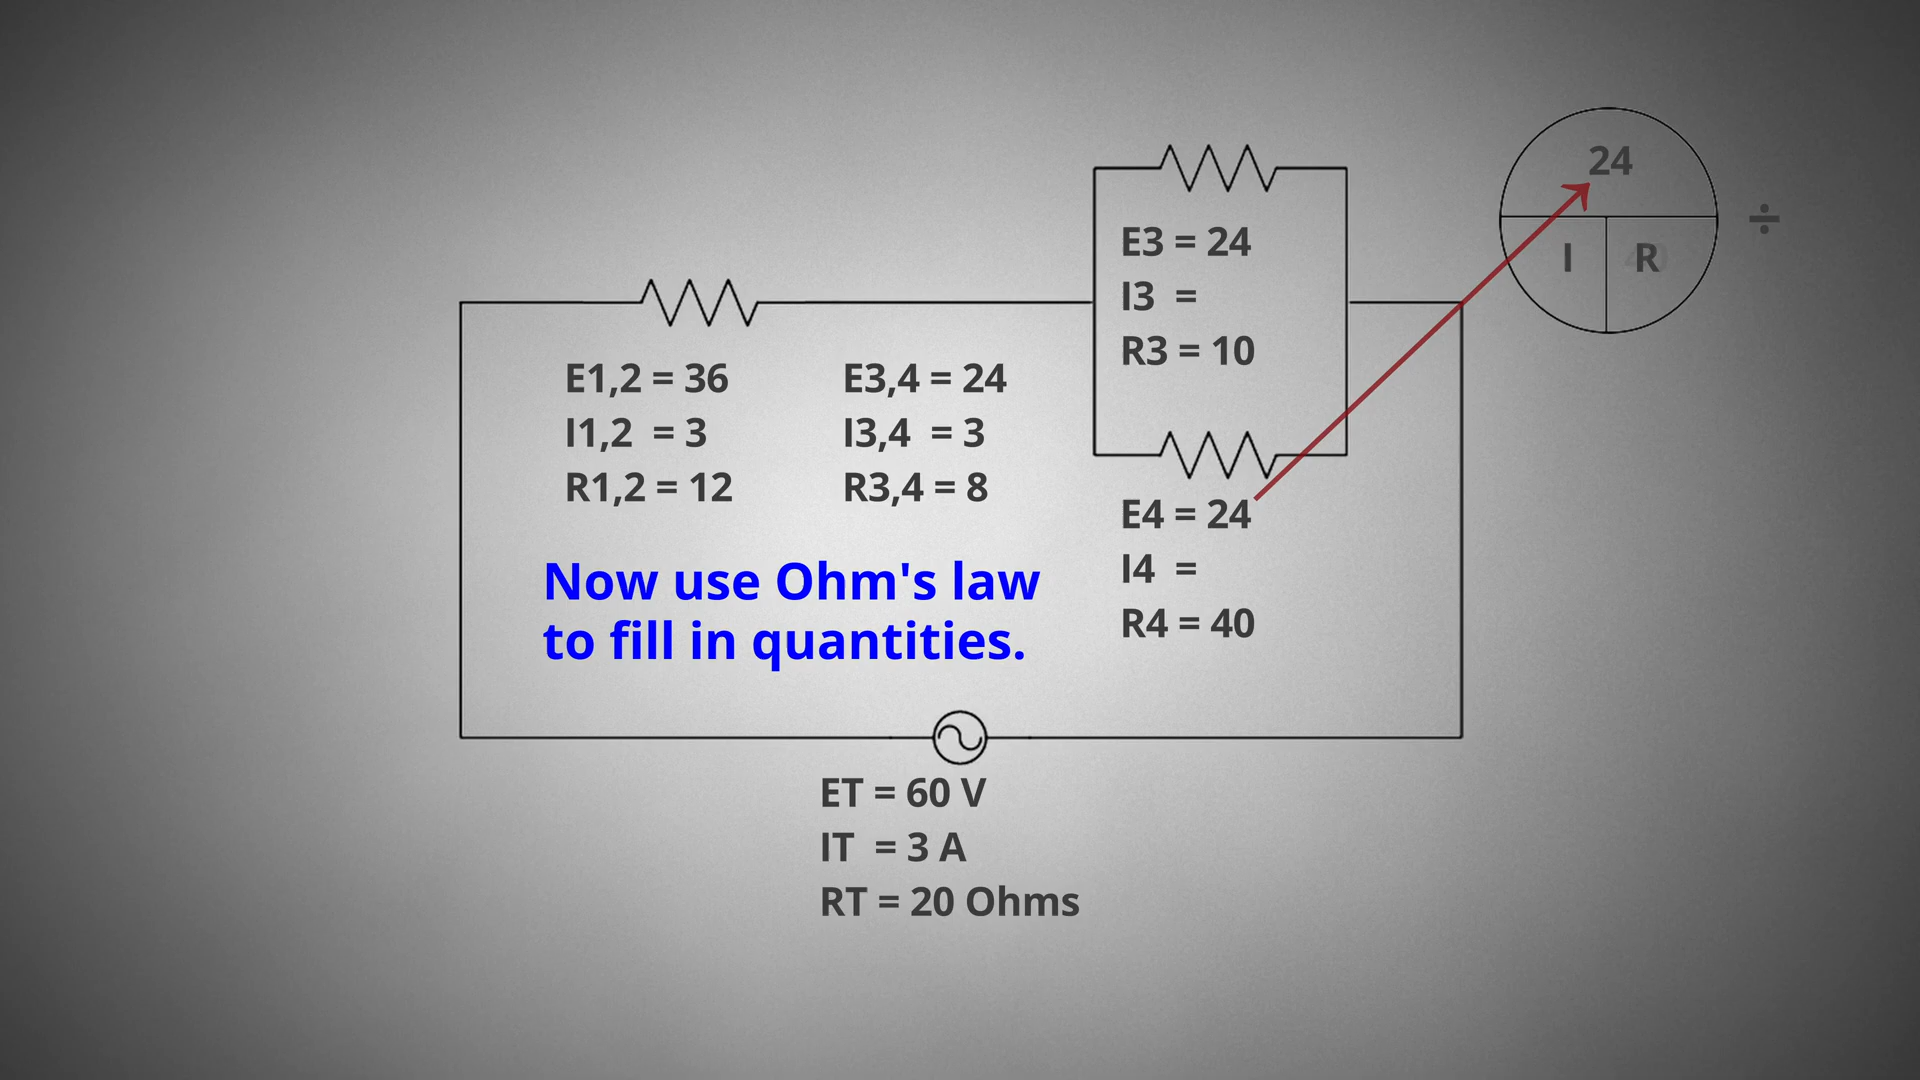 24
÷
I R
E3 = 24
I3 =
R3 = 10
E1,2 = 36
I1,2 = 3
R1,2 = 12
E3,4 = 24
I3,4 = 3
R3,4 = 8
E4 = 24
I4 =
R4 = 40
Now use Ohm's law
to fill in quantities.
ET = 60 V
IT = 3 A
RT = 20 Ohms